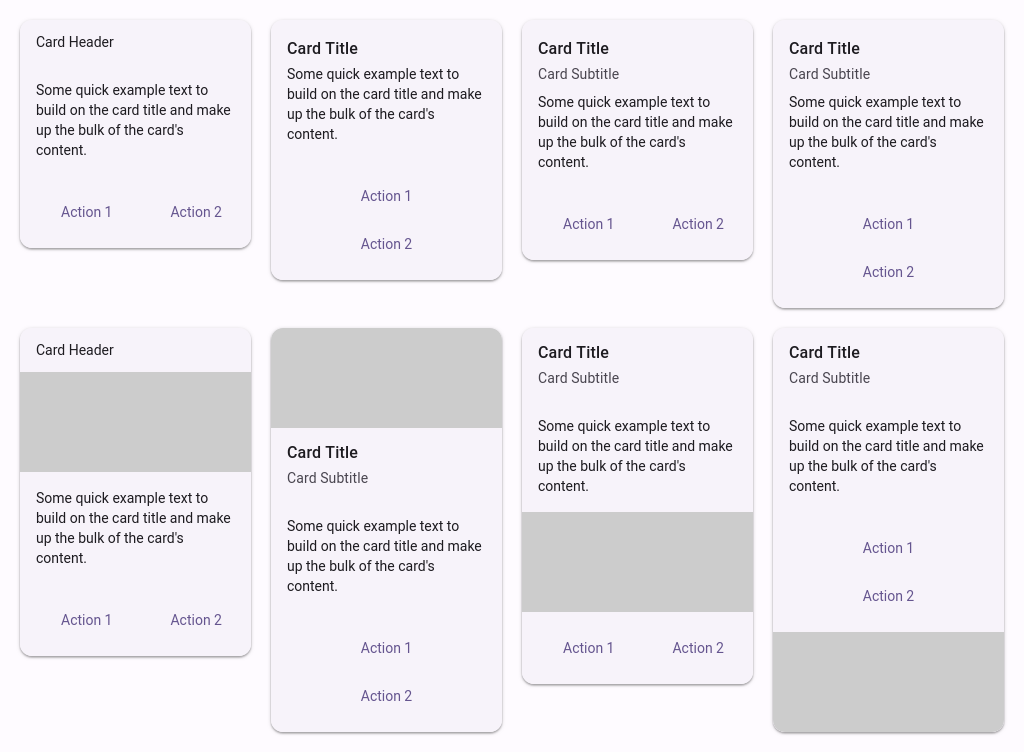 Card Header
Some quick example text to
build on the card title and make
up the bulk of the card's
content.
Action 1
Action 2
Card Title
Some quick example text to
build on the card title and make
up the bulk of the card's
content.
Action 1
Action 2
Card Title
Card Subtitle
Some quick example text to
build on the card title and make
up the bulk of the card's
content.
Action 1
Action 2
Card Title
Card Subtitle
Some quick example text to
build on the card title and make
up the bulk of the card's
content.
Action 1
Action 2
Card Header
Some quick example text to
build on the card title and make
up the bulk of the card's
content.
Action 1
Action 2
Card Title
Card Subtitle
Some quick example text to
build on the card title and make
up the bulk of the card's
content.
Action 1
Action 2
Card Title
Card Subtitle
Some quick example text to
build on the card title and make
up the bulk of the card's
content.
Action 1
Action 2
Card Title
Card Subtitle
Some quick example text to
build on the card title and make
up the bulk of the card's
content.
Action 1
Action 2